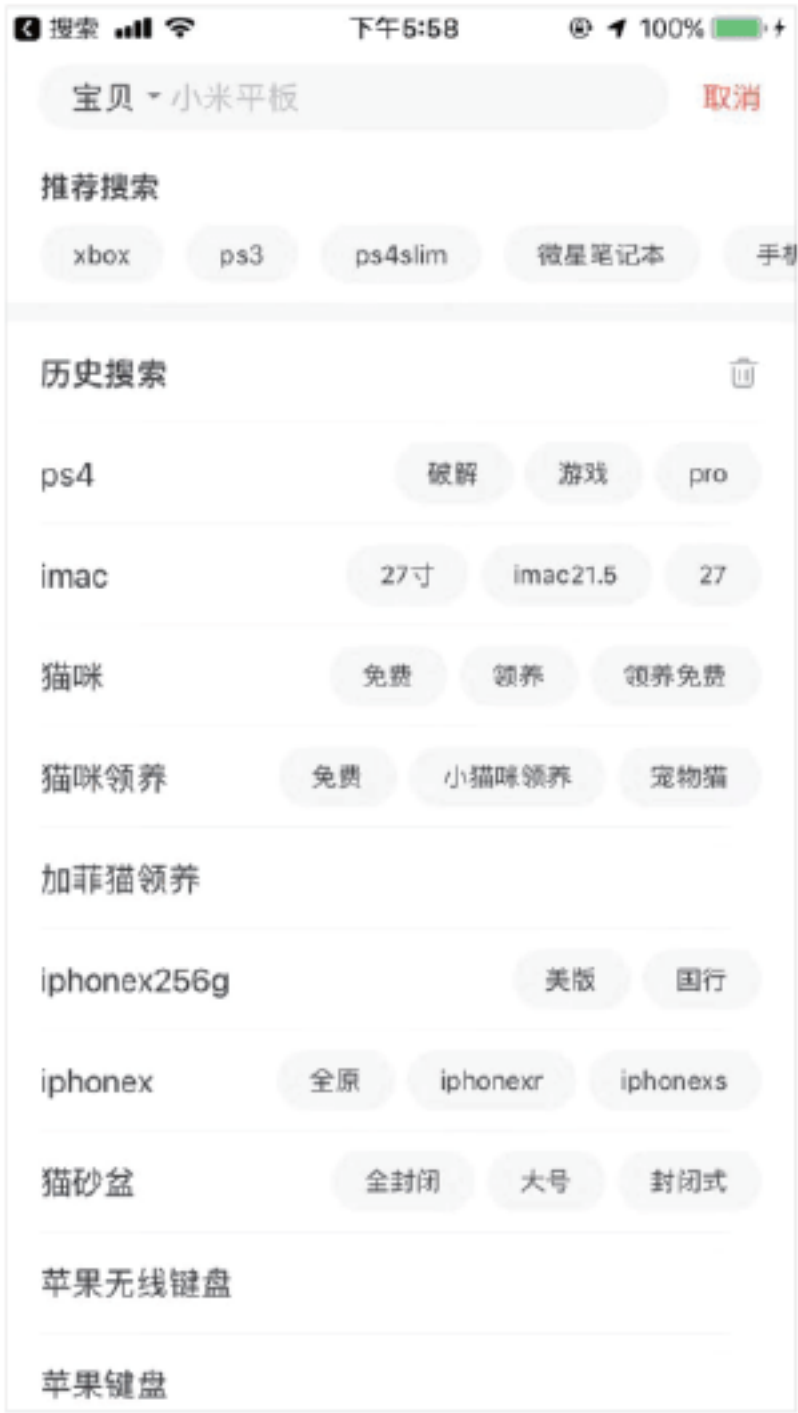 搜索 下午5:58 100%
宝贝 小米平板 取消
推荐搜索
xbox ps3 ps4slim 微星笔记本 手机
历史搜索
ps4 破解 游戏 pro
imac 27寸 imac21.5 27
猫咪 免费 领养 领养免费
猫咪领养 免费 小猫咪领养 宠物猫
加菲猫领养
iphonex256g 美版 国行
iphonex 全原 iphonexr iphonexs
猫砂盆 全封闭 大号 封闭式
苹果无线键盘
苹果键盘